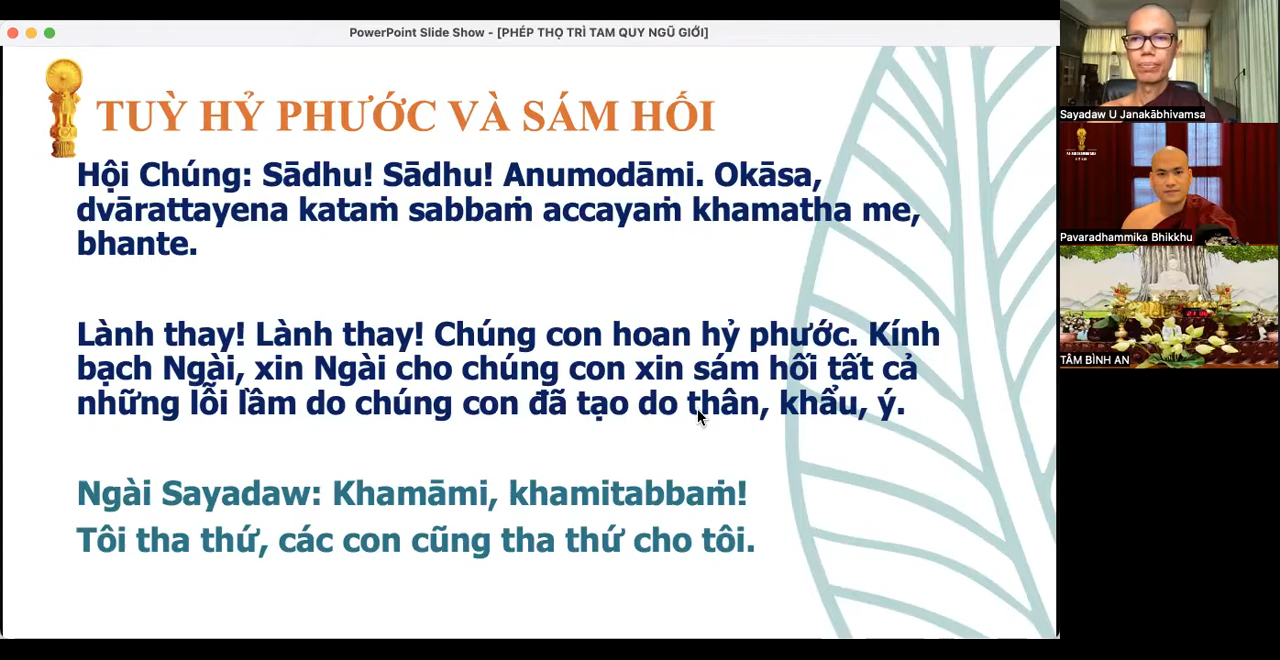 PowerPoint Slide Show - [PHÉP THỌ TRÌ TAM QUY NGŨ GIỚI]
TUỲ HỶ PHƯỚC VÀ SÁM HỐI
Hội Chúng: Sādhu! Sādhu! Anumodāmi. Okāsa,
dvārattayena kataṁ sabbaṁ accayaṁ khamatha me,
bhante.
Lành thay! Lành thay! Chúng con hoan hỷ phước. Kính
bạch Ngài, xin Ngài cho chúng con xin sám hối tất cả
những lỗi lầm do chúng con đã tạo do thân, khẩu, ý.
Ngài Sayadaw: Khamāmi, khamitabbaṁ!
Tôi tha thứ, các con cũng tha thứ cho tôi.
Sayadaw U Janakābhivamsa
Pavaradhammika Bhikkhu
TÂM BÌNH AN